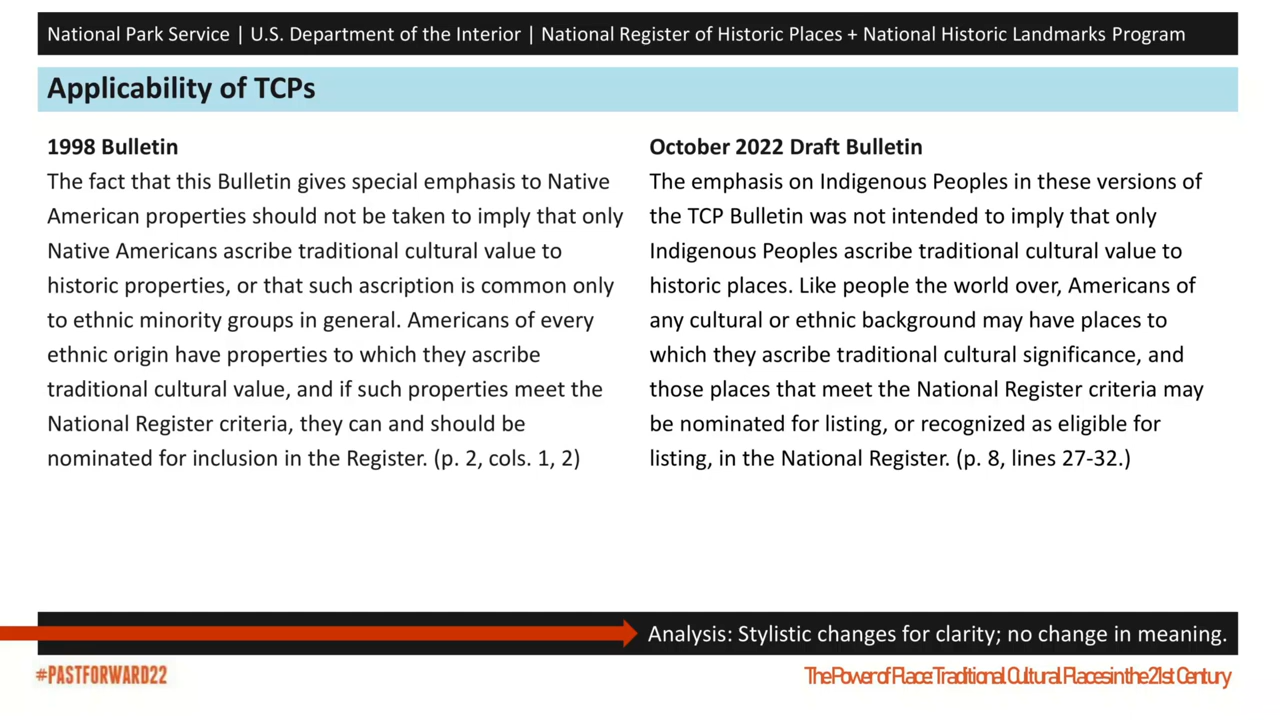 National Park Service | U.S. Department of the Interior | National Register of Historic Places + National Historic Landmarks Program
Applicability of TCPs
1998 Bulletin
The fact that this Bulletin gives special emphasis to Native
American properties should not be taken to imply that only
Native Americans ascribe traditional cultural value to
historic properties, or that such ascription is common only
to ethnic minority groups in general. Americans of every
ethnic origin have properties to which they ascribe
traditional cultural value, and if such properties meet the
National Register criteria, they can and should be
nominated for inclusion in the Register. (p. 2, cols. 1, 2)
October 2022 Draft Bulletin
The emphasis on Indigenous Peoples in these versions of
the TCP Bulletin was not intended to imply that only
Indigenous Peoples ascribe traditional cultural value to
historic places. Like people the world over, Americans of
any cultural or ethnic background may have places to
which they ascribe traditional cultural significance, and
those places that meet the National Register criteria may
be nominated for listing, or recognized as eligible for
listing, in the National Register. (p. 8, lines 27-32.)
Analysis: Stylistic changes for clarity; no change in meaning.
#PASTFORWARD22
The Power of Place: Traditional Cultural Places in the 21st Century